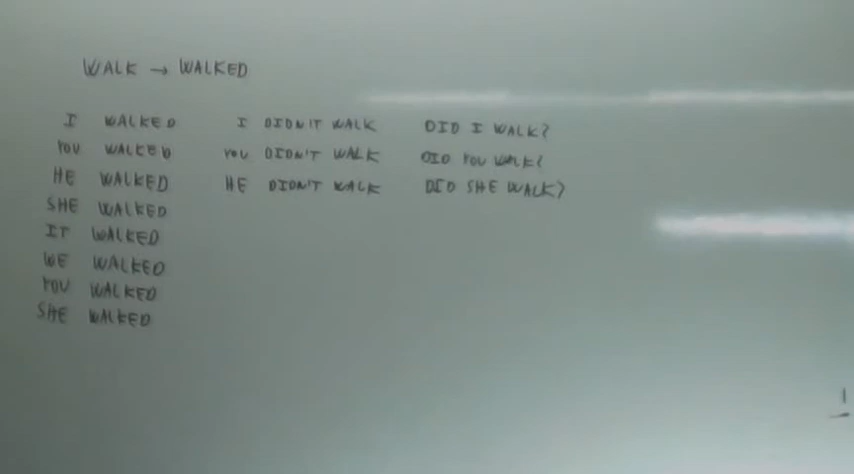 WALK → WALKED
I WALKED I DIDN'T WALK DID I WALK?
YOU WALKED YOU DIDN'T WALK DID YOU WALK?
HE WALKED HE DIDN'T WALK DID SHE WALK?
SHE WALKED
IT WALKED
WE WALKED
YOU WALKED
SHE WALKED